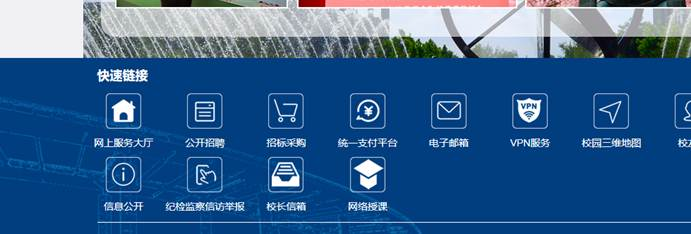 快速链接
网上服务大厅 公开招聘 招标采购 统一支付平台 电子邮箱 VPN服务 校园三维地图
VPN
信息公开 纪检监察信访举报 校长信箱 网络授课